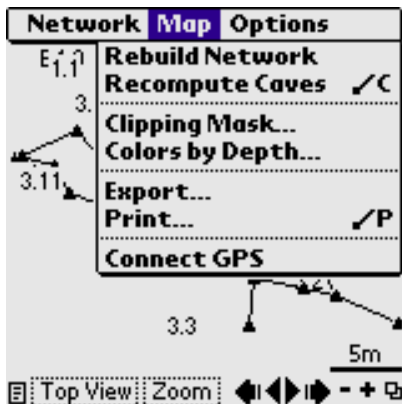 Network Map Options
1.1
Rebuild Network
Recompute Caves /C
3.
Clipping Mask...
Colors by Depth...
3.11
Export...
Print... /P
Connect GPS
3.3
5m
Top View Zoom - +